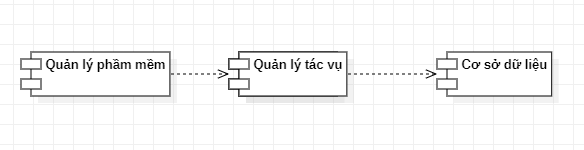 Quản lý phầm mềm
Quản lý tác vụ
Cơ sở dữ liệu